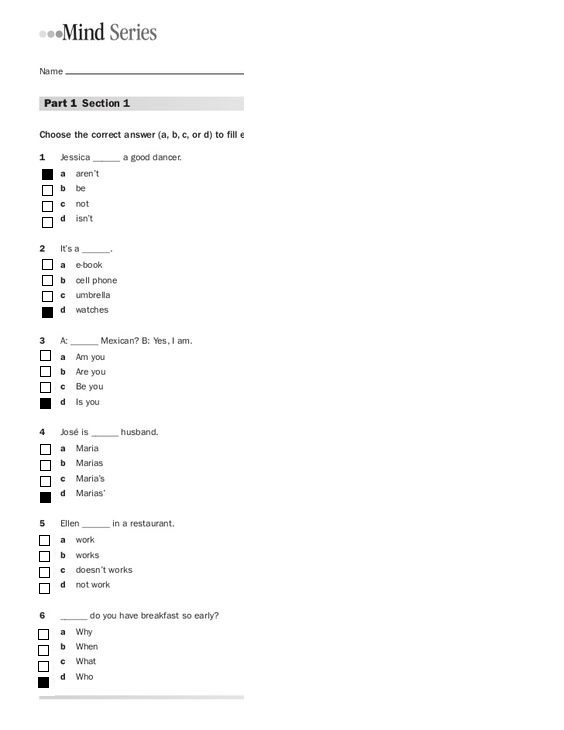 Mind Series
Name
Part 1 Section 1
Choose the correct answer (a, b, c, or d) to fill
1 Jessica ______ a good dancer.
a aren't
b be
c not
d isn't
2 It's a ______.
a e-book
b cell phone
c umbrella
d watches
3 A: ______ Mexican? B: Yes, I am.
a Am you
b Are you
c Be you
d Is you
4 José is ______ husband.
a Maria
b Marias
c Maria's
d Marias'
5 Ellen ______ in a restaurant.
a work
b works
c doesn't works
d not work
6 ______ do you have breakfast so early?
a Why
b When
c What
d Who